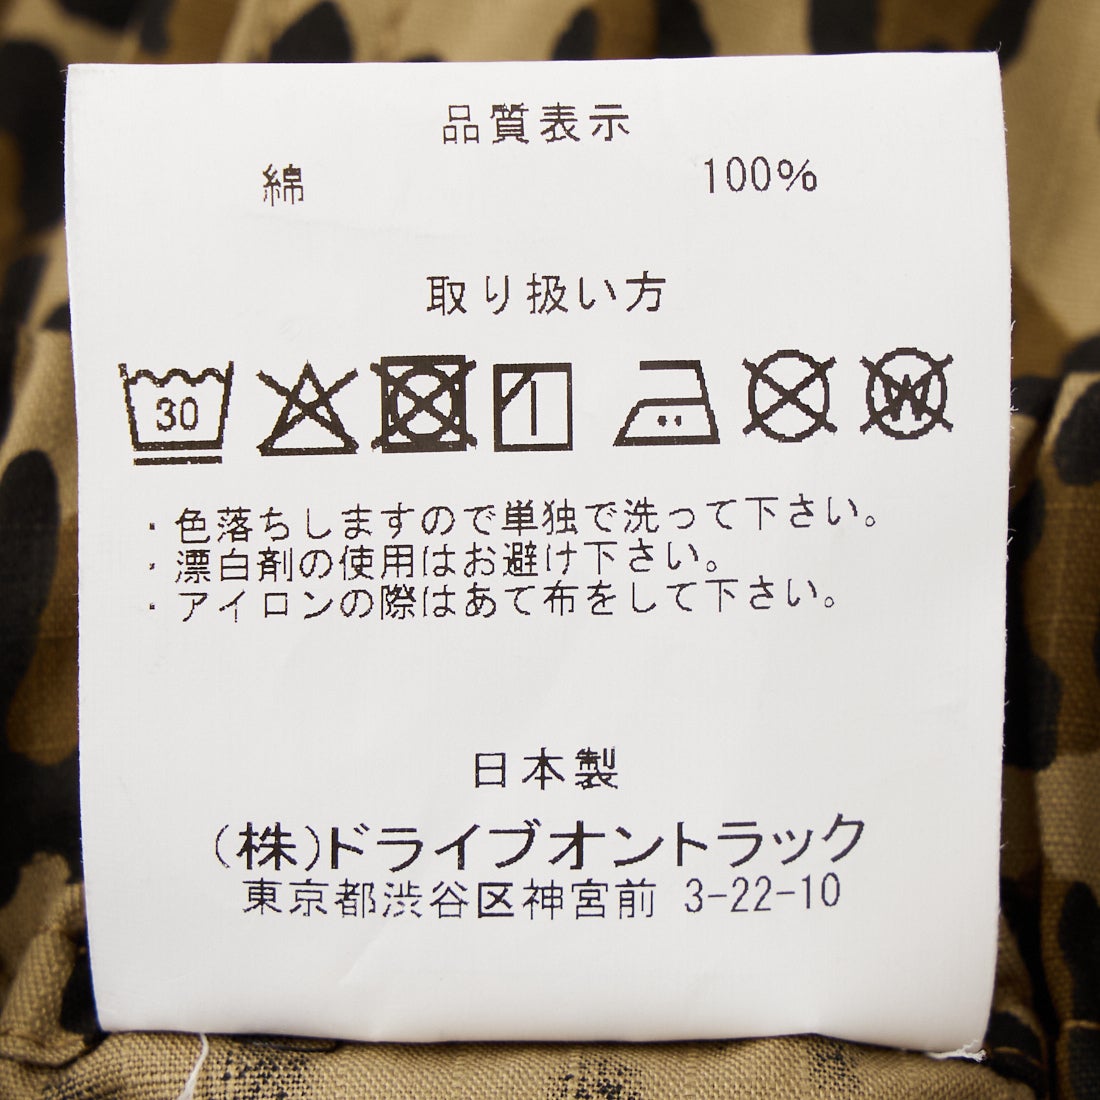 品質表示
綿 100%
取り扱い方
30 W
・色落ちしますので単独で洗って下さい。
・漂白剤の使用はお避け下さい。
・アイロンの際はあて布をして下さい。
日本製
(株)ドライブオントラック
東京都渋谷区神宮前 3-22-10